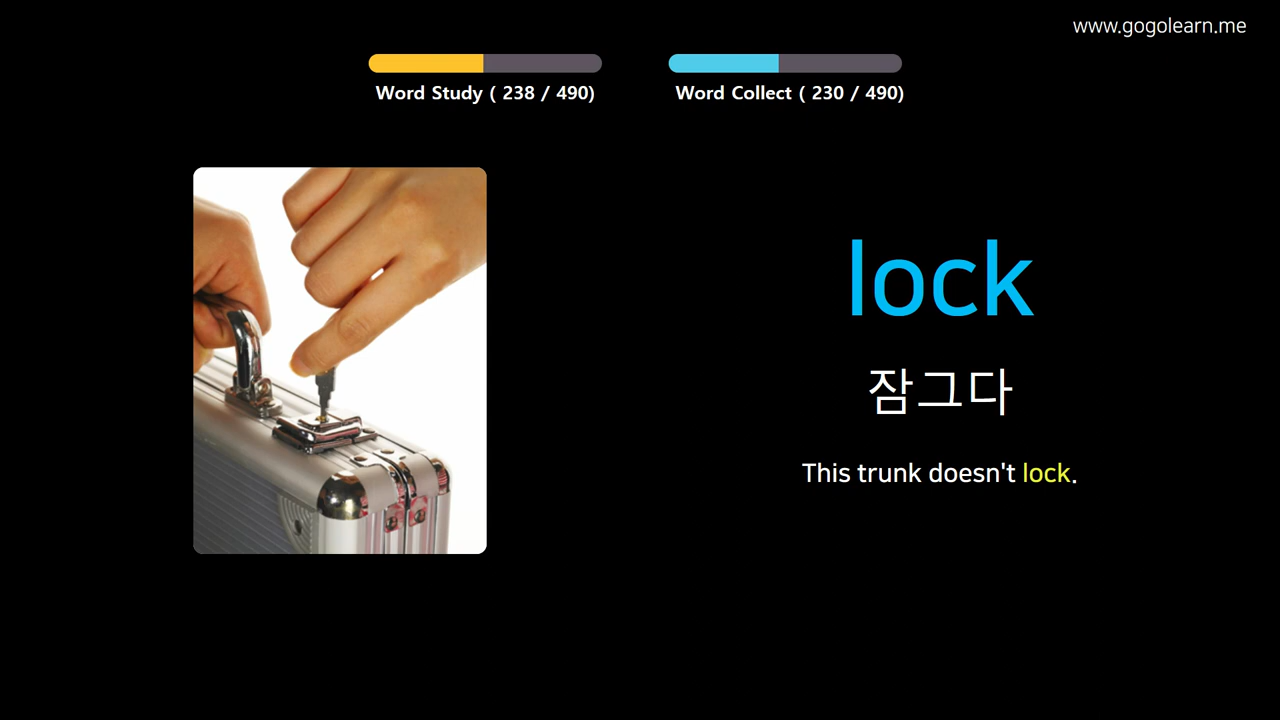 www.gogolearn.me
Word Study ( 238 / 490)
Word Collect ( 230 / 490)
lock
잠그다
This trunk doesn't lock.